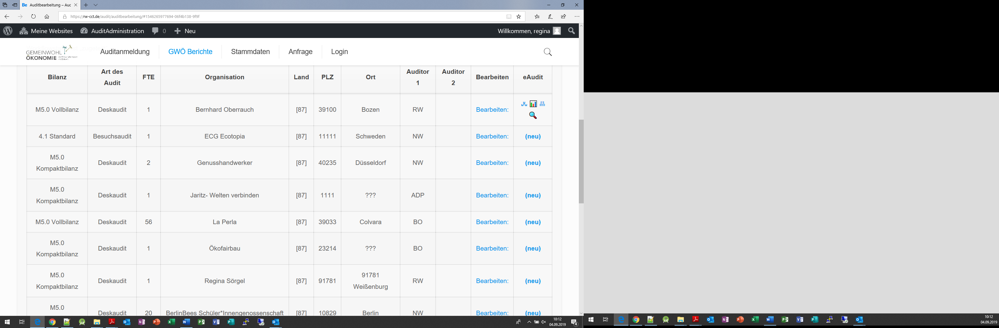 Be Auditbearbeitung – Auc
https://rw-cct.de/audit/auditbearbeitung/#1546265977694-06f4b138-9f9f
Meine Websites AuditAdministration 0 Neu Willkommen, regina
GEMEINWOHL
ÖKONOMIE
Auditanmeldung GWÖ Berichte Stammdaten Anfrage Login
Bilanz Art des Audit FTE Organisation Land PLZ Ort Auditor 1 Auditor 2 Bearbeiten eAudit
M5.0 Vollbilanz Deskaudit 1 Bernhard Oberrauch [87] 39100 Bozen RW Bearbeiten:
4.1 Standard Besuchsaudit 1 ECG Ecotopia [87] 11111 Schweden NW Bearbeiten: (neu)
M5.0 Kompaktbilanz Deskaudit 2 Genusshandwerker [87] 40235 Düsseldorf NW Bearbeiten: (neu)
M5.0 Kompaktbilanz Deskaudit 1 Jaritz- Welten verbinden [87] 1111 ??? ADP Bearbeiten: (neu)
M5.0 Vollbilanz Deskaudit 56 La Perla [87] 39033 Colvara BO Bearbeiten: (neu)
M5.0 Kompaktbilanz Deskaudit 1 Ökofairbau [87] 23214 ??? BO Bearbeiten: (neu)
M5.0 Kompaktbilanz Deskaudit 1 Regina Sörgel [87] 91781 91781 Weißenburg RW Bearbeiten: (neu)
M5.0 Deskaudit 20 BerlinBees Schüler*Innengenossenschaft [87] 10829 Berlin NW Bearbeiten: (neu)
10:12
04.09.2019
4
10:12
04.09.2019